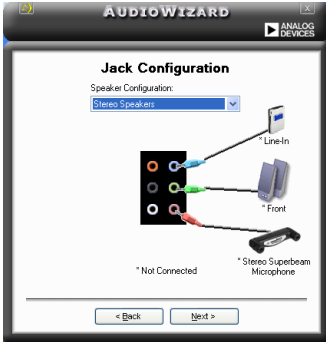 AUDIOWIZARD
ANALOG
DEVICES
Jack Configuration
Speaker Configuration:
Stereo Speakers
* Line-In
* Front
* Stereo Superbeam
Microphone
* Not Connected
< Back
Next >